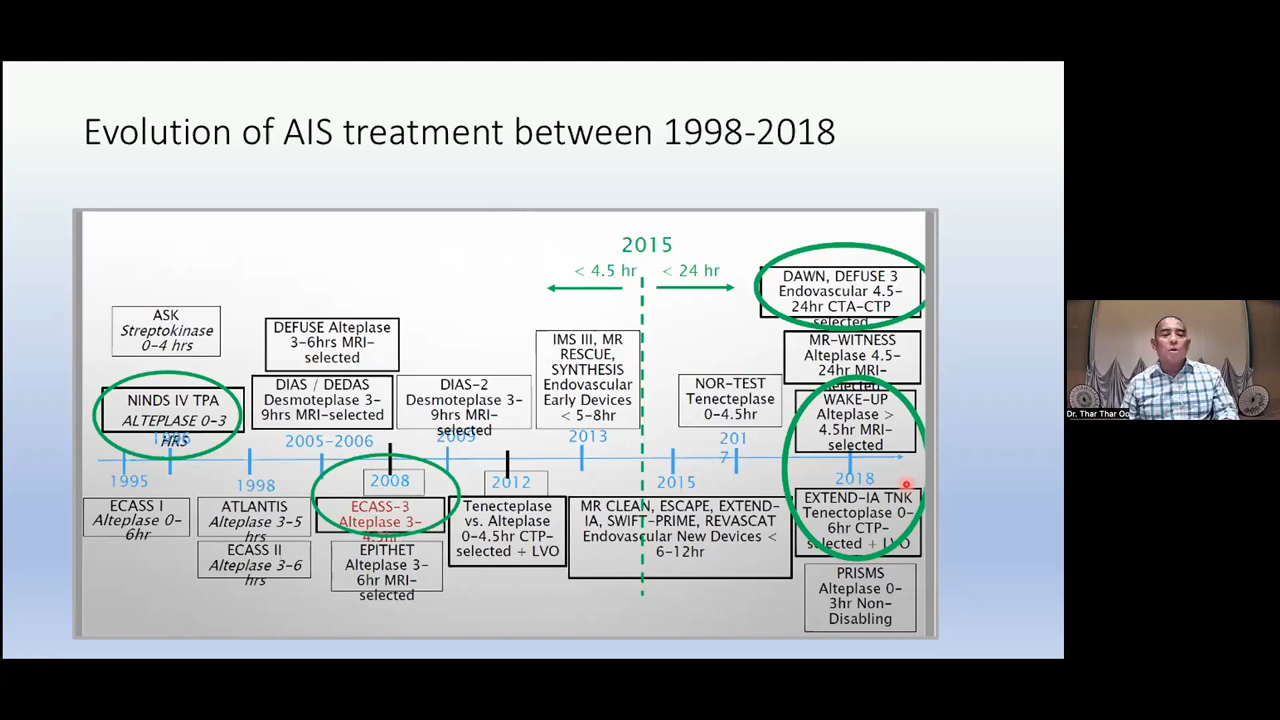 Evolution of AIS treatment between 1998-2018
2015
< 4.5 hr
< 24 hr
DAWN, DEFUSE 3
Endovascular 4.5-
24hr CTA-CTP
selected
ASK
Streptokinase
0-4 hrs
DEFUSE Alteplase
3-6hrs MRI-
selected
IMS III, MR
RESCUE,
SYNTHESIS
Endovascular
Early Devices
< 5-8hr
MR-WITNESS
Alteplase 4.5-
24hr MRI-
selected
NINDS IV TPA
ALTEPLASE 0-3
HRS
DIAS / DEDAS
Desmoteplase 3-
9hrs MRI-selected
DIAS-2
Desmoteplase 3-
9hrs MRI-
selected
NOR-TEST
Tenecteplase
0-4.5hr
WAKE-UP
Alteplase >
4.5hr MRI-
selected
1996
2005-2006
2009
2013
201
7
1995
1998
2008
2012
2015
2018
ECASS I
Alteplase 0-
6hr
ATLANTIS
Alteplase 3-5
hrs
ECASS II
Alteplase 3-6
hrs
ECASS-3
Alteplase 3-
4.5hr
EPITHET
Alteplase 3-
6hr MRI-
selected
Tenecteplase
vs. Alteplase
0-4.5hr CTP-
selected + LVO
MR CLEAN, ESCAPE, EXTEND-
IA, SWIFT-PRIME, REVASCAT
Endovascular New Devices <
6-12hr
EXTEND-IA TNK
Tenectoplase 0-
6hr CTP-
selected + LVO
PRISMS
Alteplase 0-
3hr Non-
Disabling
Dr. Thar Thar Oo